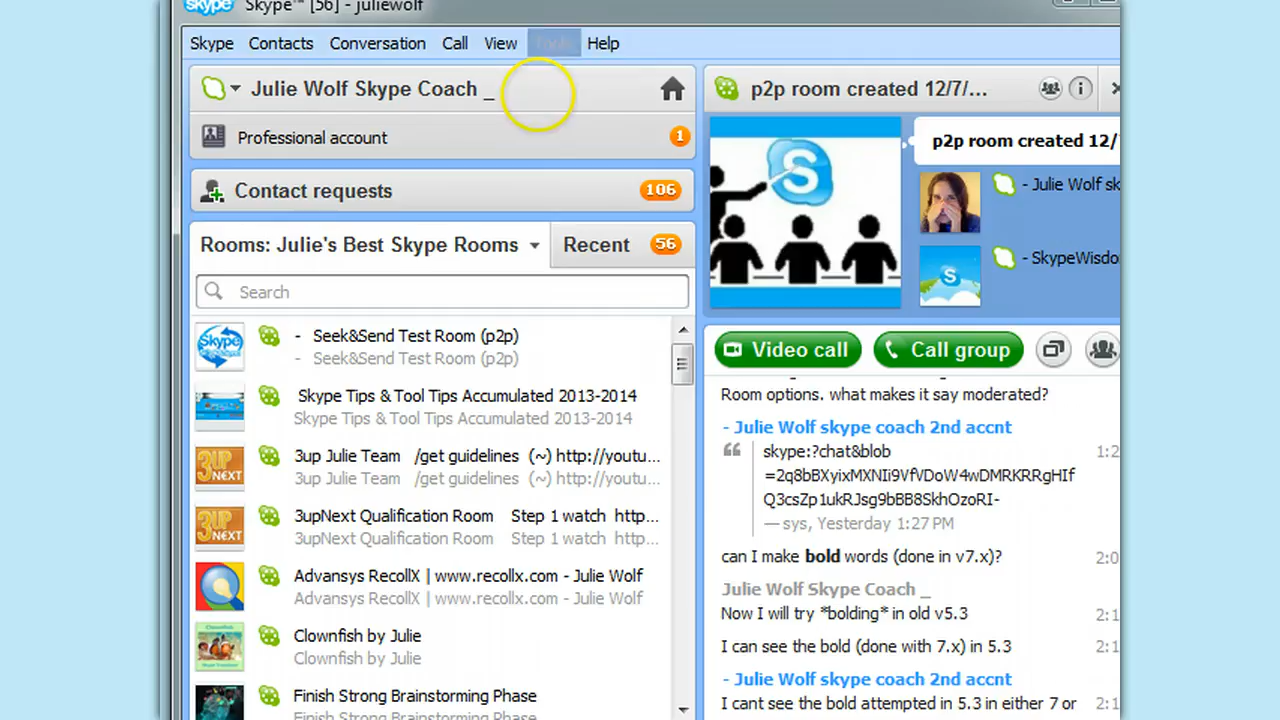 Skype™ [56] - juliewolf
Skype Contacts Conversation Call View Tools Help
Julie Wolf Skype Coach _
Professional account 1
Contact requests 106
Rooms: Julie's Best Skype Rooms Recent 56
Search
- Seek&Send Test Room (p2p)
- Seek&Send Test Room (p2p)
Skype Tips & Tool Tips Accumulated 2013-2014
Skype Tips & Tool Tips Accumulated 2013-2014
3up Julie Team /get guidelines (~) http://youtu...
3up Julie Team /get guidelines (~) http://youtu...
3upNext Qualification Room Step 1 watch http...
3upNext Qualification Room Step 1 watch http...
Advansys RecollX | www.recollx.com - Julie Wolf
Advansys RecollX | www.recollx.com - Julie Wolf
Clownfish by Julie
Clownfish by Julie
Finish Strong Brainstorming Phase
Finish Strong Brainstorming Phase
p2p room created 12/7/...
p2p room created 12/
- Julie Wolf sk
- SkypeWisdo
Video call Call group
Room options. what makes it say moderated?
- Julie Wolf skype coach 2nd accnt
skype:?chat&blob 1:2
=2q8bBXyixMXNIi9VfVDoW4wDMRKRRgHIf
Q3csZp1ukRJsg9bBB8SkhOzoRI-
— sys, Yesterday 1:27 PM
can I make bold words (done in v7.x)? 2:0
Julie Wolf Skype Coach _
Now I will try *bolding* in old v5.3 2:1
I can see the bold (done with 7.x) in 5.3 2:1
- Julie Wolf skype coach 2nd accnt
I cant see the bold attempted in 5.3 in either 7 or 2:1